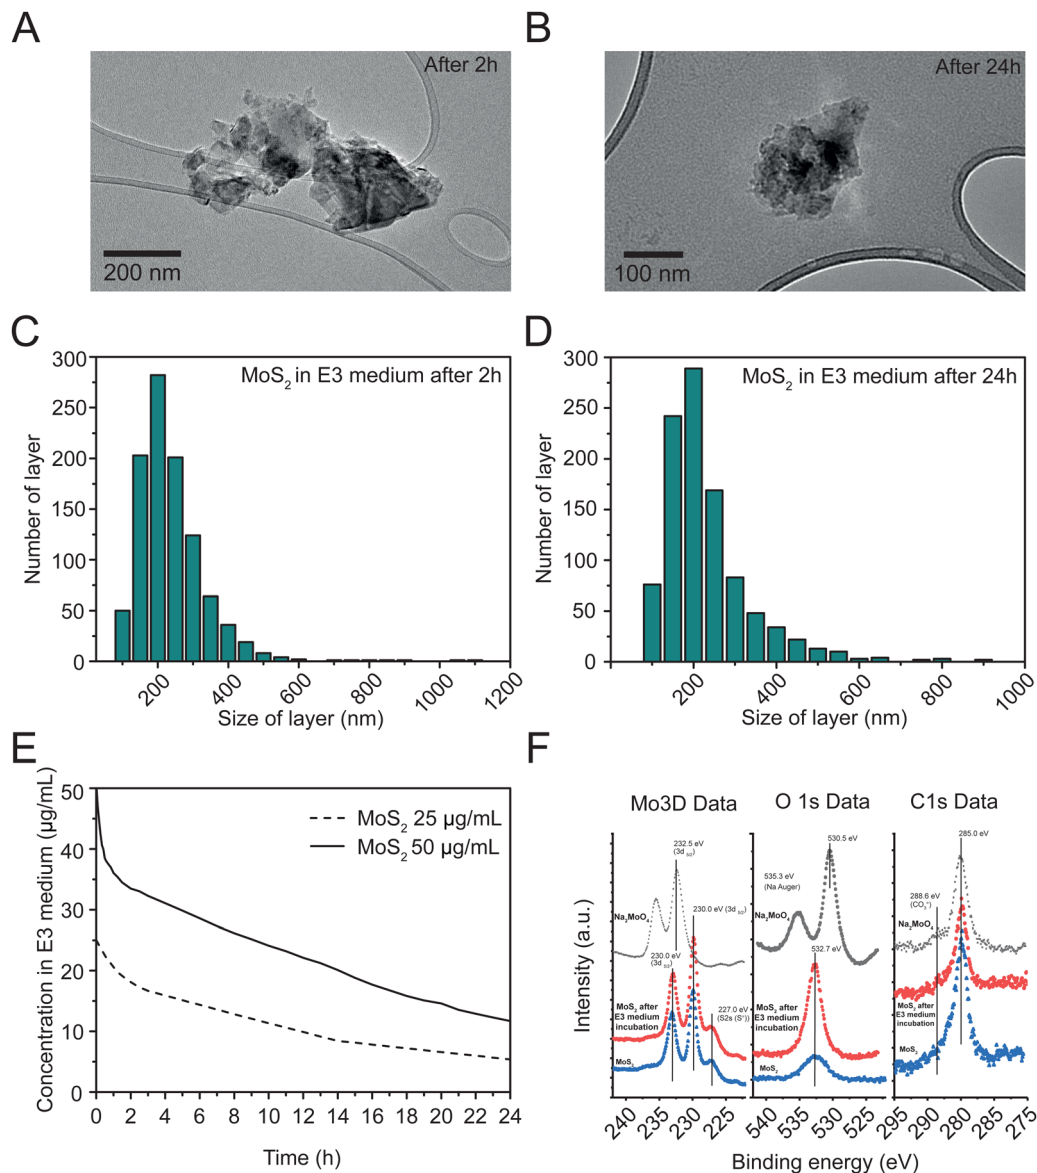 A
After 2h
200 nm
B
After 24h
100 nm
C
Number of layer
300
250
200
150
100
50
0
MoS2 in E3 medium after 2h
200
400
600
800
1000
1200
Size of layer (nm)
D
Number of layer
300
250
200
150
100
50
0
MoS2 in E3 medium after 24h
200
400
600
800
1000
Size of layer (nm)
E
Concentration in E3 medium (µg/mL)
50
40
30
20
10
0
MoS2 25 µg/mL
MoS2 50 µg/mL
0
2
4
6
8
10
12
14
16
18
20
22
24
Time (h)
F
Intensity (a.u.)
Mo3D Data
232.5 eV
(3d 5/2)
Na2MoO4
230.0 eV (3d 5/2)
230.0 eV
(3d 5/2)
227.0 eV
(S2s (S*))
MoS2 after
E3 medium
incubation
MoS2
240
235
230
225
O 1s Data
530.5 eV
535.3 eV
(Na Auger)
Na2MoO4
532.7 eV
MoS2 after
E3 medium
incubation
MoS2
540
535
530
525
C1s Data
285.0 eV
288.6 eV
Na2MoO4
MoS2 after
E3 medium incubation
MoS2
295
290
280
285
275
Binding energy (eV)